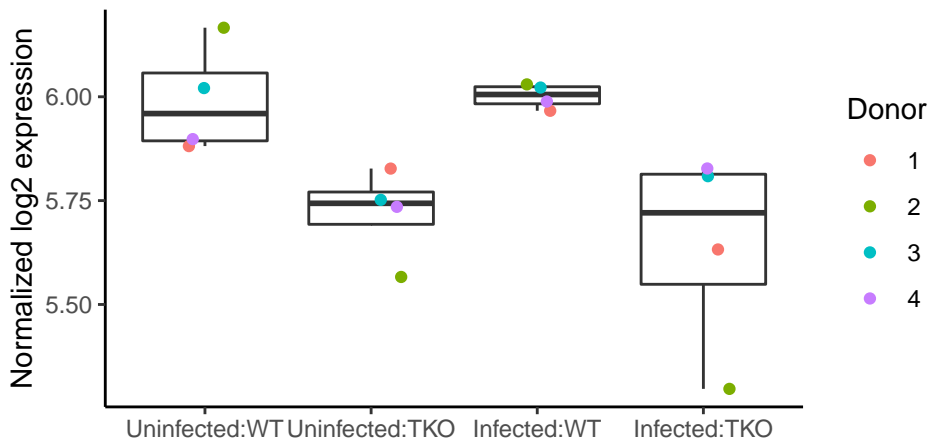 Normalized log2 expression
6.00
5.75
5.50
Uninfected:WT Uninfected:TKO Infected:WT Infected:TKO
Donor
1
2
3
4